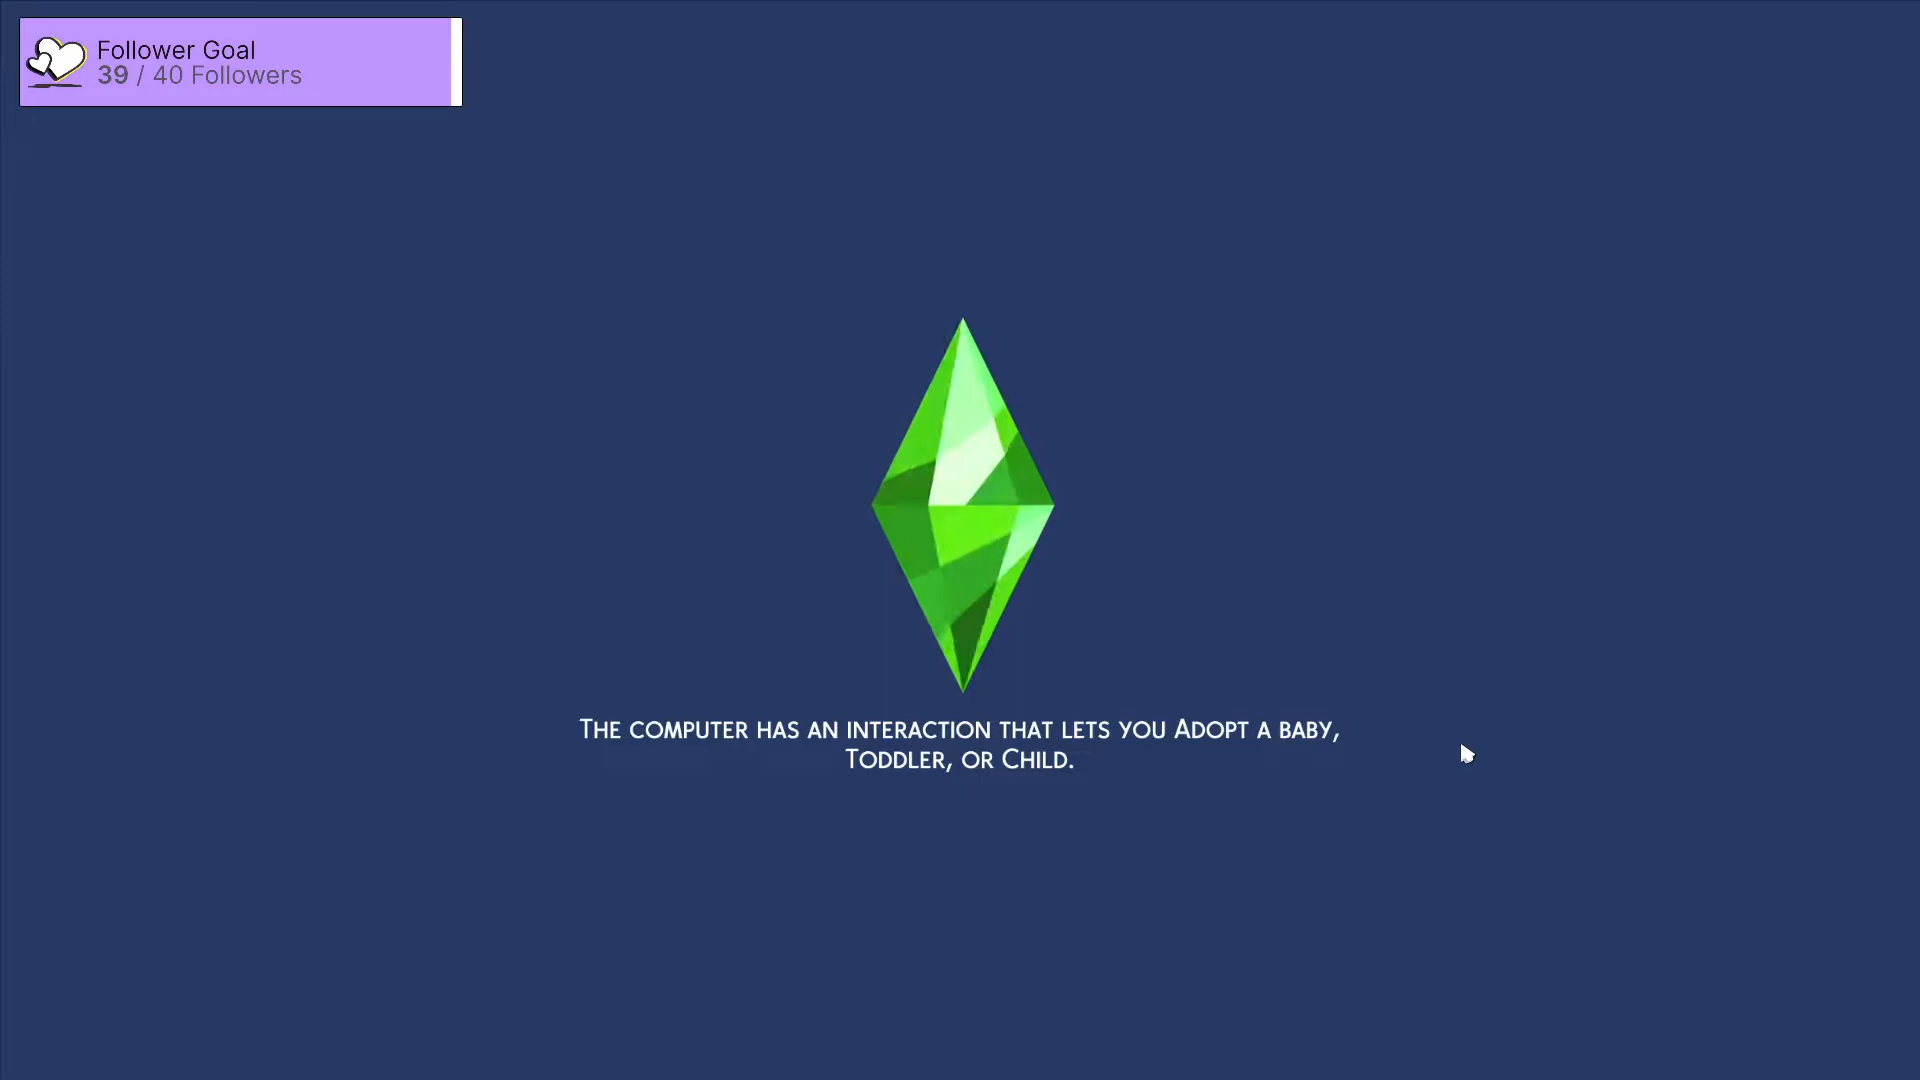 Follower Goal
39 / 40 Followers
The computer has an interaction that lets you Adopt a baby,
Toddler, or Child.